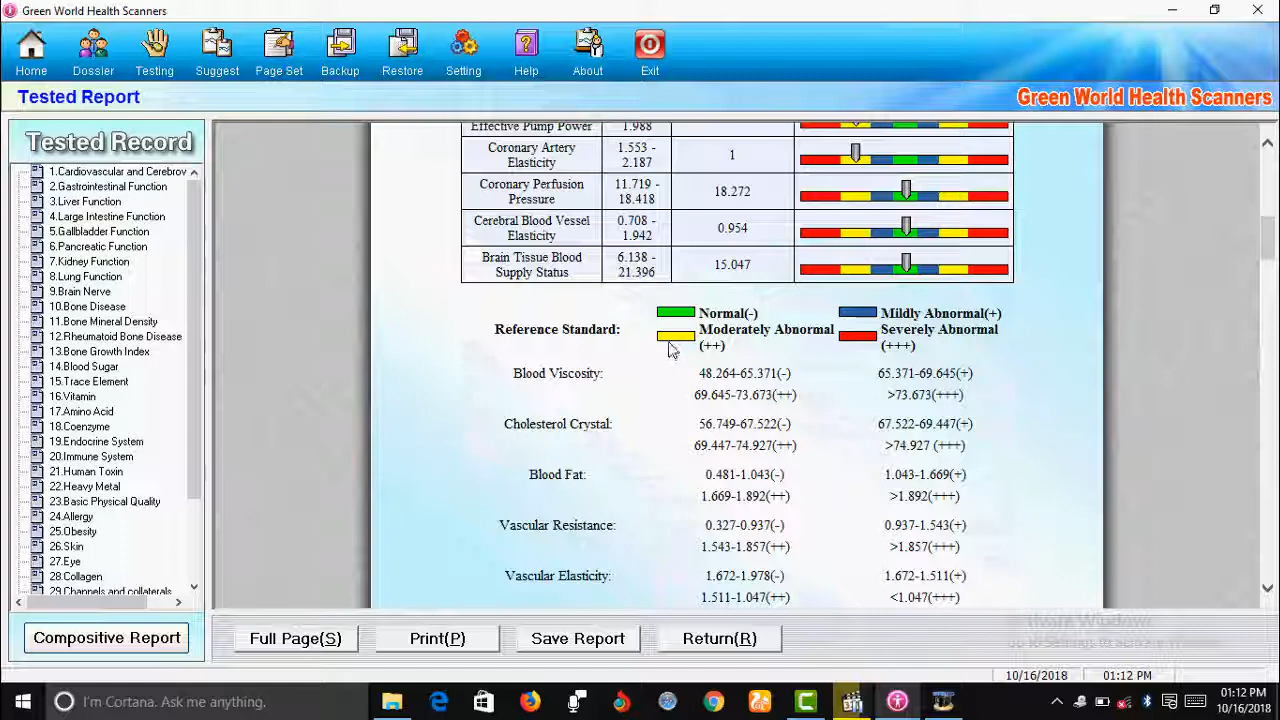 Green World Health Scanners
Home
Dossier
Testing
Suggest
Page Set
Backup
Restore
Setting
Help
About
Exit
Tested Report
Green World Health Scanners
Tested Record
1.Cardiovascular and Cerebrov
2.Gastrointestinal Function
3.Liver Function
4.Large Intestine Function
5.Gallbladder Function
6.Pancreatic Function
7.Kidney Function
8.Lung Function
9.Brain Nerve
10.Bone Disease
11.Bone Mineral Density
12.Rheumatoid Bone Disease
13.Bone Growth Index
14.Blood Sugar
15.Trace Element
16.Vitamin
17.Amino Acid
18.Coenzyme
19.Endocrine System
20.Immune System
21.Human Toxin
22.Heavy Metal
23.Basic Physical Quality
24.Allergy
25.Obesity
26.Skin
27.Eye
28.Collagen
29.Channels and collaterals
Compositive Report
Effective Pump Power 1.988
Coronary Artery 1.553 -
Elasticity 2.187 1
Coronary Perfusion 11.719 -
Pressure 18.418 18.272
Cerebral Blood Vessel 0.708 -
Elasticity 1.942 0.954
Brain Tissue Blood 6.138 -
Supply Status 21.396 15.047
Reference Standard:
Normal(-) Mildly Abnormal(+)
Moderately Abnormal Severely Abnormal
(++) (+++)
Blood Viscosity: 48.264-65.371(-) 65.371-69.645(+)
69.645-73.673(++) >73.673(+++)
Cholesterol Crystal: 56.749-67.522(-) 67.522-69.447(+)
69.447-74.927(++) >74.927 (+++)
Blood Fat: 0.481-1.043(-) 1.043-1.669(+)
1.669-1.892(++) >1.892(+++)
Vascular Resistance: 0.327-0.937(-) 0.937-1.543(+)
1.543-1.857(++) >1.857(+++)
Vascular Elasticity: 1.672-1.978(-) 1.672-1.511(+)
1.511-1.047(++) <1.047(+++)
Full Page(S)
Print(P)
Save Report
Return(R)
10/16/2018 01:12 PM
I'm Cortana. Ask me anything.
01:12 PM
10/16/2018